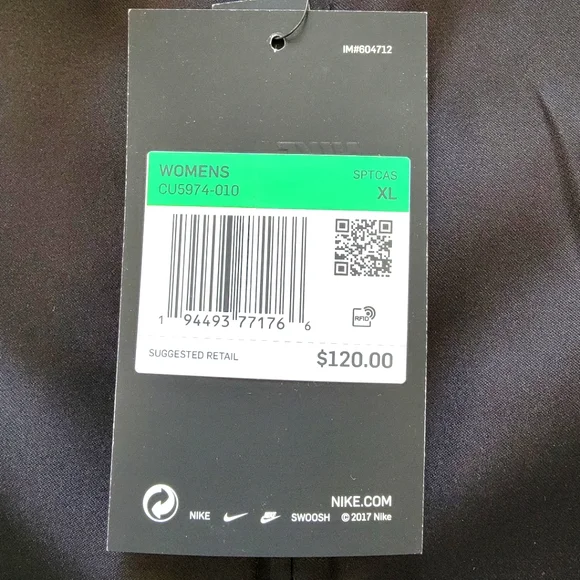 IM#604712
WOMENS SPTCAS
CU5974-010 XL
1 94493 77176 6
RFID
SUGGESTED RETAIL $120.00
NIKE.COM
NIKE SWOOSH © 2017 Nike